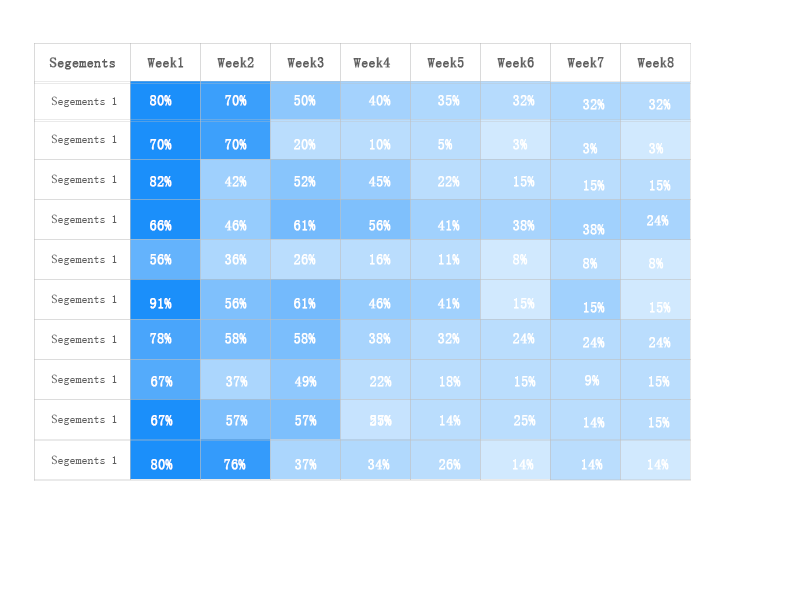 Segements Week1 Week2 Week3 Week4 Week5 Week6 Week7 Week8
Segements 1 80% 70% 50% 40% 35% 32% 32% 32%
Segements 1 70% 70% 20% 10% 5% 3% 3% 3%
Segements 1 82% 42% 52% 45% 22% 15% 15% 15%
Segements 1 66% 46% 61% 56% 41% 38% 38% 24%
Segements 1 56% 36% 26% 16% 11% 8% 8% 8%
Segements 1 91% 56% 61% 46% 41% 15% 15% 15%
Segements 1 78% 58% 58% 38% 32% 24% 24% 24%
Segements 1 67% 37% 49% 22% 18% 15% 9% 15%
Segements 1 67% 57% 57% 14% 25% 14% 15%
Segements 1 80% 76% 37% 34% 26% 14% 14% 14%